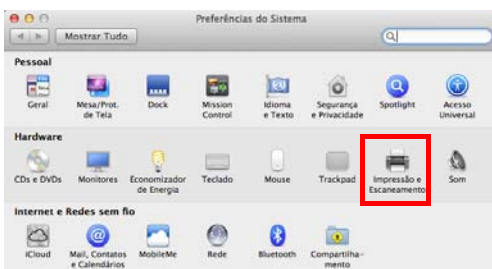 Preferências do Sistema
Mostrar Tudo
Pessoal
Geral
Mesa/Prot. de Tela
Dock
Mission Control
Idioma e Texto
Segurança e Privacidade
Spotlight
Acesso Universal
Hardware
CDs e DVDs
Monitores
Economizador de Energia
Teclado
Mouse
Trackpad
Impressão e Escaneamento
Som
Internet e Redes sem fio
iCloud
Mail, Contatos e Calendários
MobileMe
Rede
Bluetooth
Compartilha-
mento